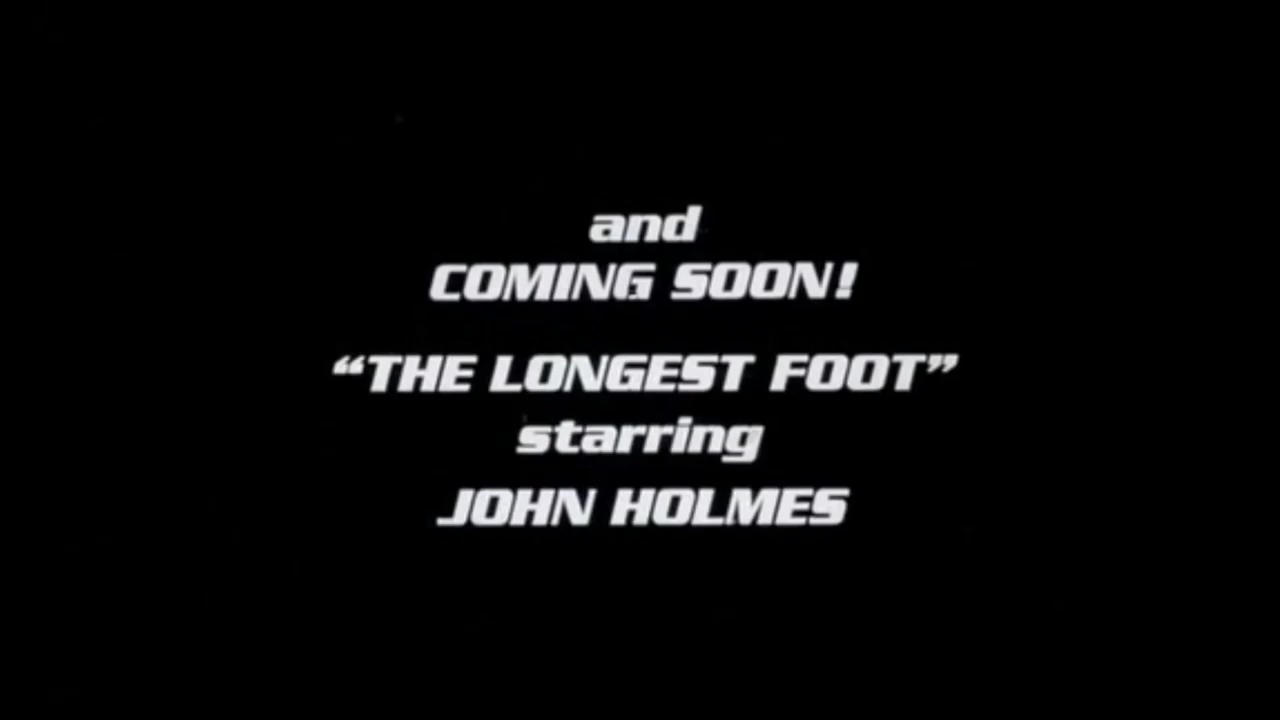 and
COMING SOON!
“THE LONGEST FOOT”
starring
JOHN HOLMES